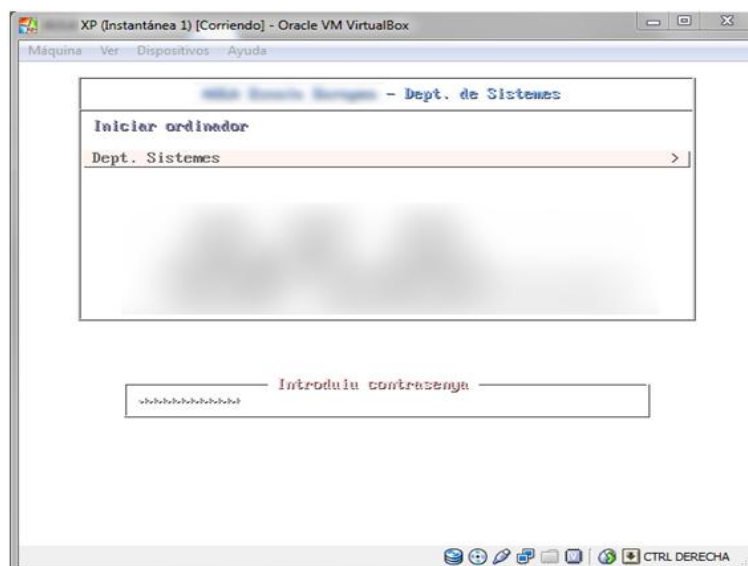 XP (Instantánea 1) [Corriendo] - Oracle VM VirtualBox
Máquina Ver Dispositivos Ayuda
- Dept. de Sistemes
Iniciar ordinador
Dept. Sistemes >
Introduiu contrasenya
************
CTRL DERECHA